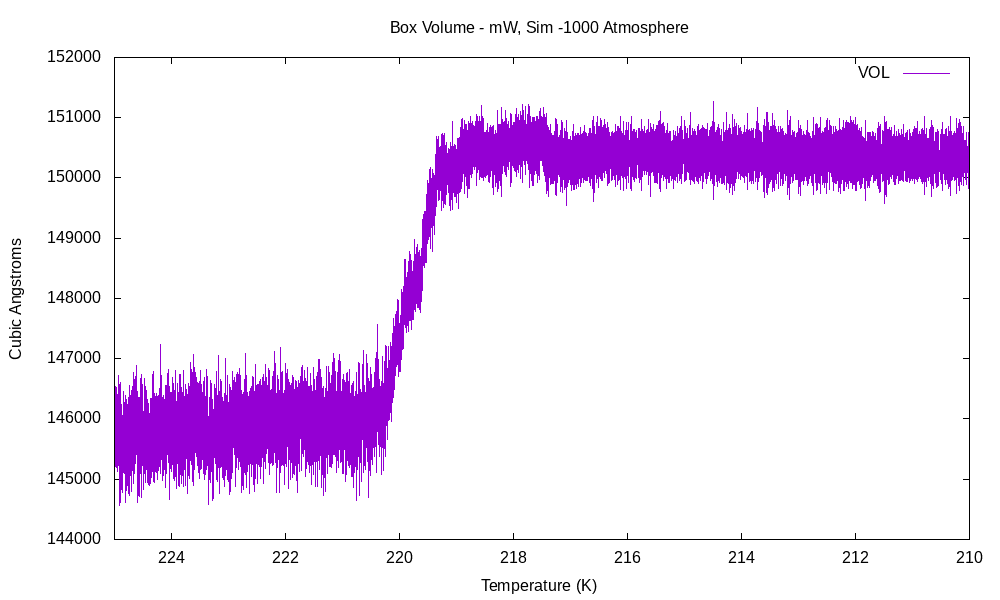 Box Volume - mW, Sim -1000 Atmosphere
VOL
152000
151000
150000
149000
148000
147000
146000
145000
144000
Cubic Angstroms
224 222 220 218 216 214 212 210
Temperature (K)